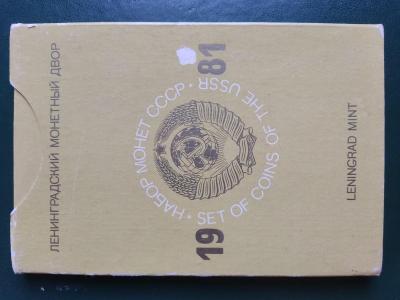 ЛЕНИНГРАДСКИЙ МОНЕТНЫЙ ДВОР
НАБОР МОНЕТ СССР •
SET OF COINS OF THE USSR •
19 81
LENINGRAD MINT